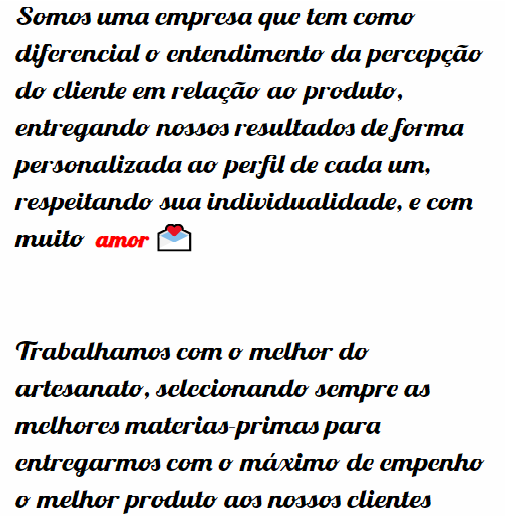 Somos uma empresa que tem como
diferencial o entendimento da percepção
do cliente em relação ao produto,
entregando nossos resultados de forma
personalizada ao perfil de cada um,
respeitando sua individualidade, e com
muito amor 💌
Trabalhamos com o melhor do
artesanato, selecionando sempre as
melhores materias-primas para
entregarmos com o máximo de empenho
o melhor produto aos nossos clientes